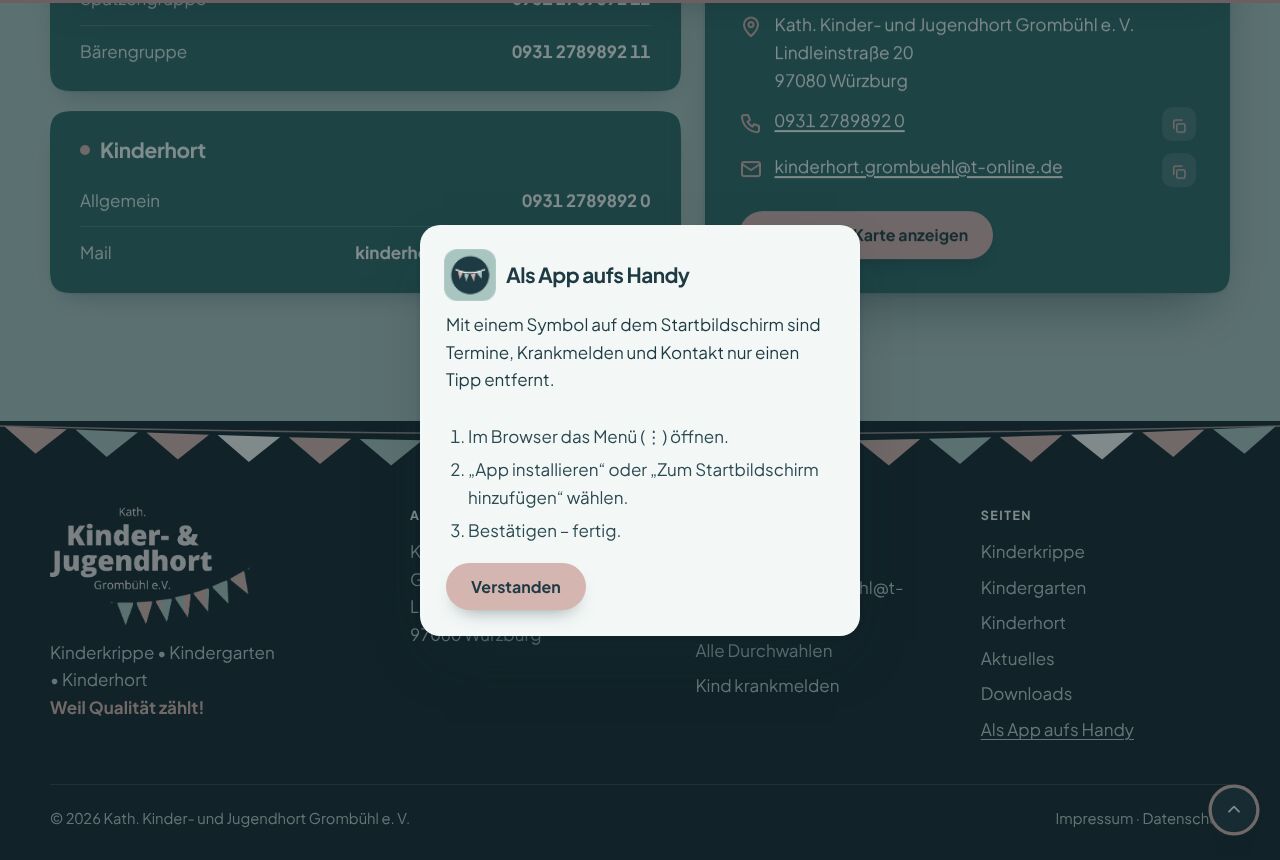 Bärengruppe
0931 2789892 11
Kinderhort
Allgemein
0931 2789892 0
Mail
Kath. Kinder- und Jugendhort Grombühl e. V.
Lindleinstraße 20
97080 Würzburg
0931 2789892 0
kinderhort.grombuehl@t-online.de
Karte anzeigen
Als App aufs Handy
Mit einem Symbol auf dem Startbildschirm sind
Termine, Krankmelden und Kontakt nur einen
Tipp entfernt.
1. Im Browser das Menü (⋮) öffnen.
2. „App installieren“ oder „Zum Startbildschirm
hinzufügen“ wählen.
3. Bestätigen – fertig.
Verstanden
Kath.
Kinder- &
Jugendhort
Grombühl e.V.
Kinderkrippe • Kindergarten
• Kinderhort
Weil Qualität zählt!
97080 Würzburg
Alle Durchwahlen
Kind krankmelden
SEITEN
Kinderkrippe
Kindergarten
Kinderhort
Aktuelles
Downloads
Als App aufs Handy
© 2026 Kath. Kinder- und Jugendhort Grombühl e. V.
Impressum ·